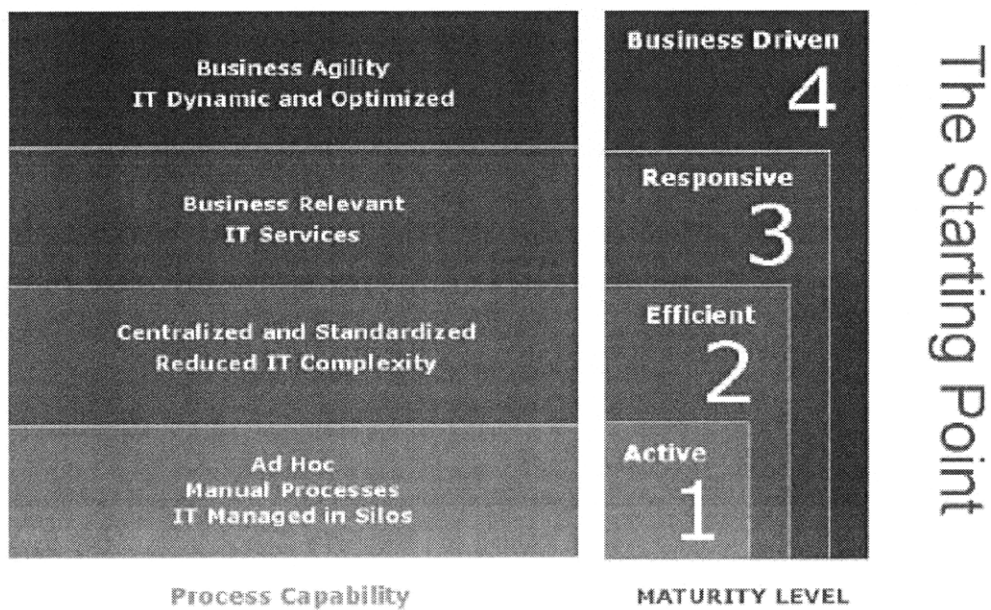 Business Agility
IT Dynamic and Optimized
Business Driven
4
Business Relevant
IT Services
Responsive
3
Centralized and Standardized
Reduced IT Complexity
Efficient
2
Ad Hoc
Manual Processes
IT Managed in Silos
Active
1
Process Capability
MATURITY LEVEL
The Starting Point